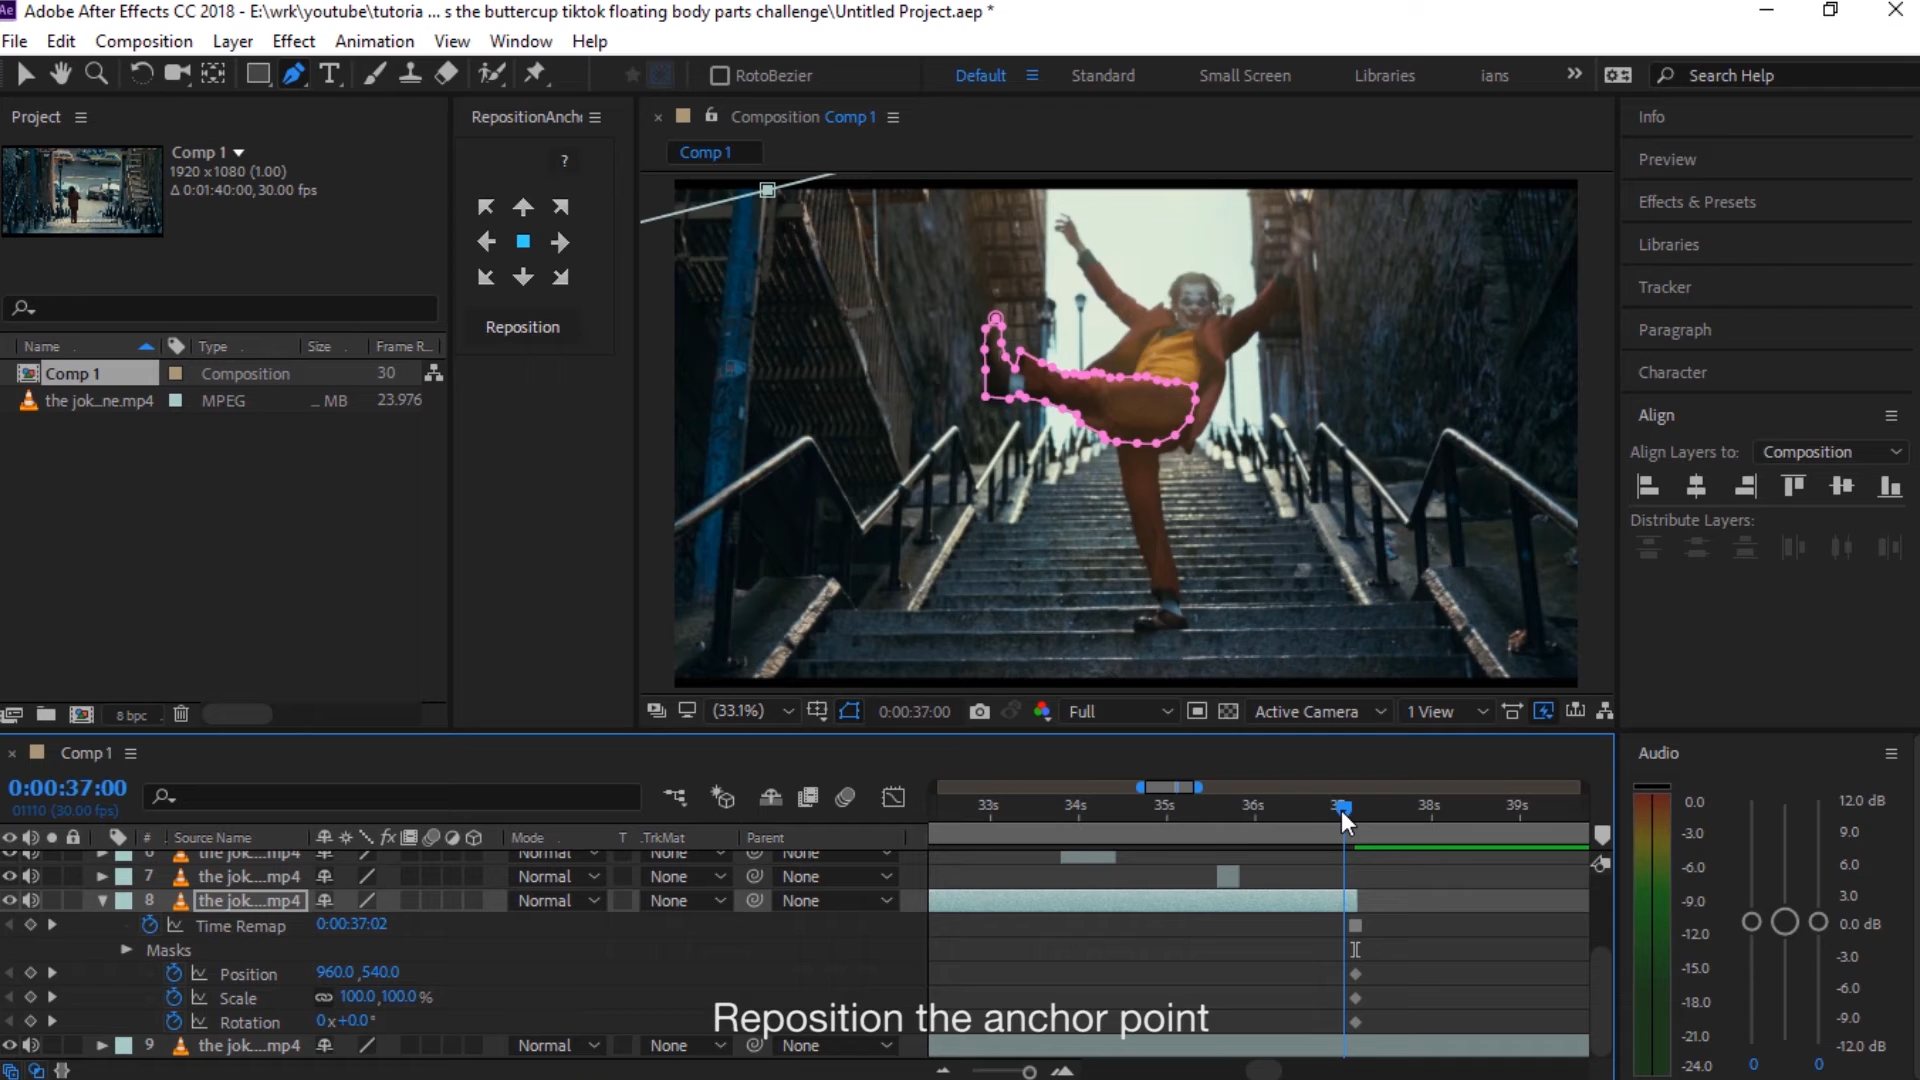 Ae Adobe After Effects CC 2018 - E:\wrk\youtube\tutoria ... s the buttercup tiktok floating body parts challenge\Untitled Project.aep *
File Edit Composition Layer Effect Animation View Window Help
RotoBezier Default Standard Small Screen Libraries ians Search Help
Project
Comp 1
1920 x 1080 (1.00)
Δ 0:01:40:00, 30.00 fps
Name Type Size Frame R...
Comp 1 Composition 30
the jok...ne.mp4 MPEG ... MB 23.976
8 bpc
RepositionAnch
?
Reposition
Composition Comp 1
Comp 1
(33.1%) 0:00:37:00 Full Active Camera 1 View
Info
Preview
Effects & Presets
Libraries
Tracker
Paragraph
Character
Align
Align Layers to: Composition
Distribute Layers:
Comp 1
0:00:37:00
01110 (30.00 fps)
33s 34s 35s 36s 38s 39s
# Source Name fx Mode T .TrkMat Parent
6 the jok....mp4 Normal None None
7 the jok....mp4 Normal None None
8 the jok....mp4 Normal None None
Time Remap 0:00:37:02
Masks
Position 960.0 ,540.0
Scale 100.0,100.0 %
Rotation 0x+0.0°
9 the jok....mp4 Normal None None
Reposition the anchor point
Audio
0.0 12.0 dB
-3.0 9.0
-6.0 6.0
-9.0 3.0
-12.0 0.0 dB
-15.0 -3.0
-18.0 -6.0
-21.0 -9.0
-24.0 -12.0 dB
0 0